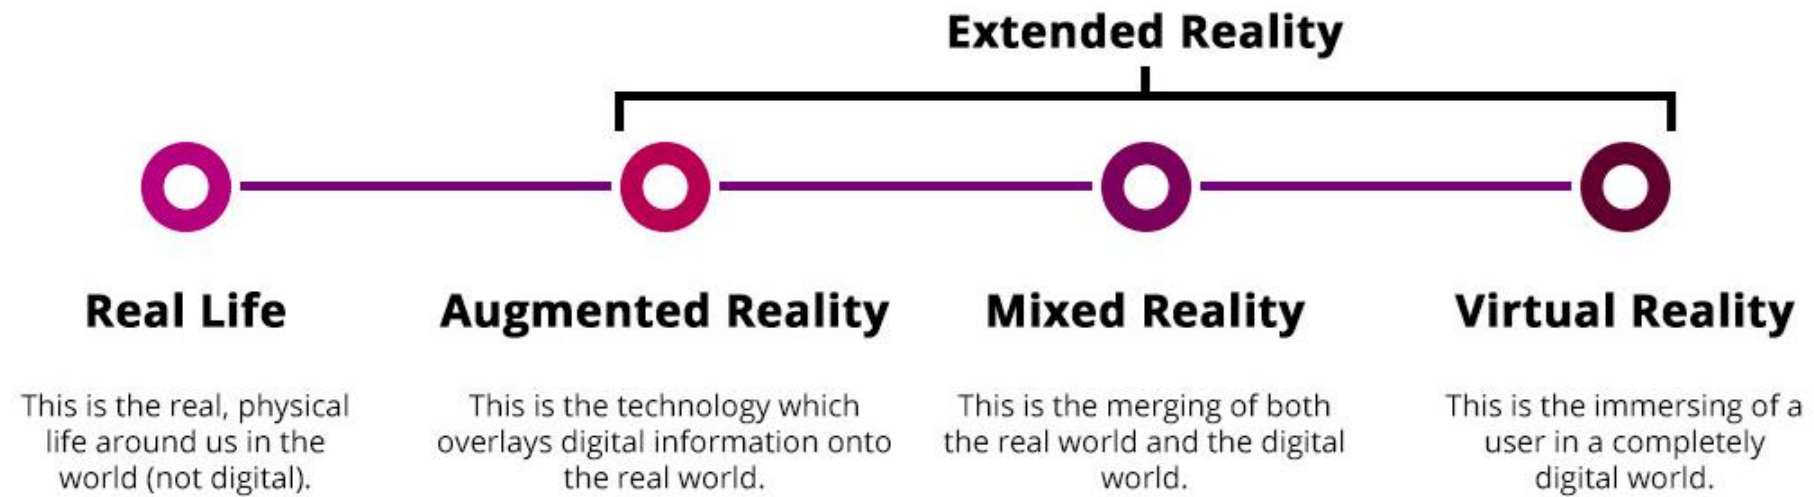 Extended Reality
Real Life
This is the real, physical
life around us in the
world (not digital).
Augmented Reality
This is the technology which
overlays digital information onto
the real world.
Mixed Reality
This is the merging of both
the real world and the digital
world.
Virtual Reality
This is the immersing of a
user in a completely
digital world.